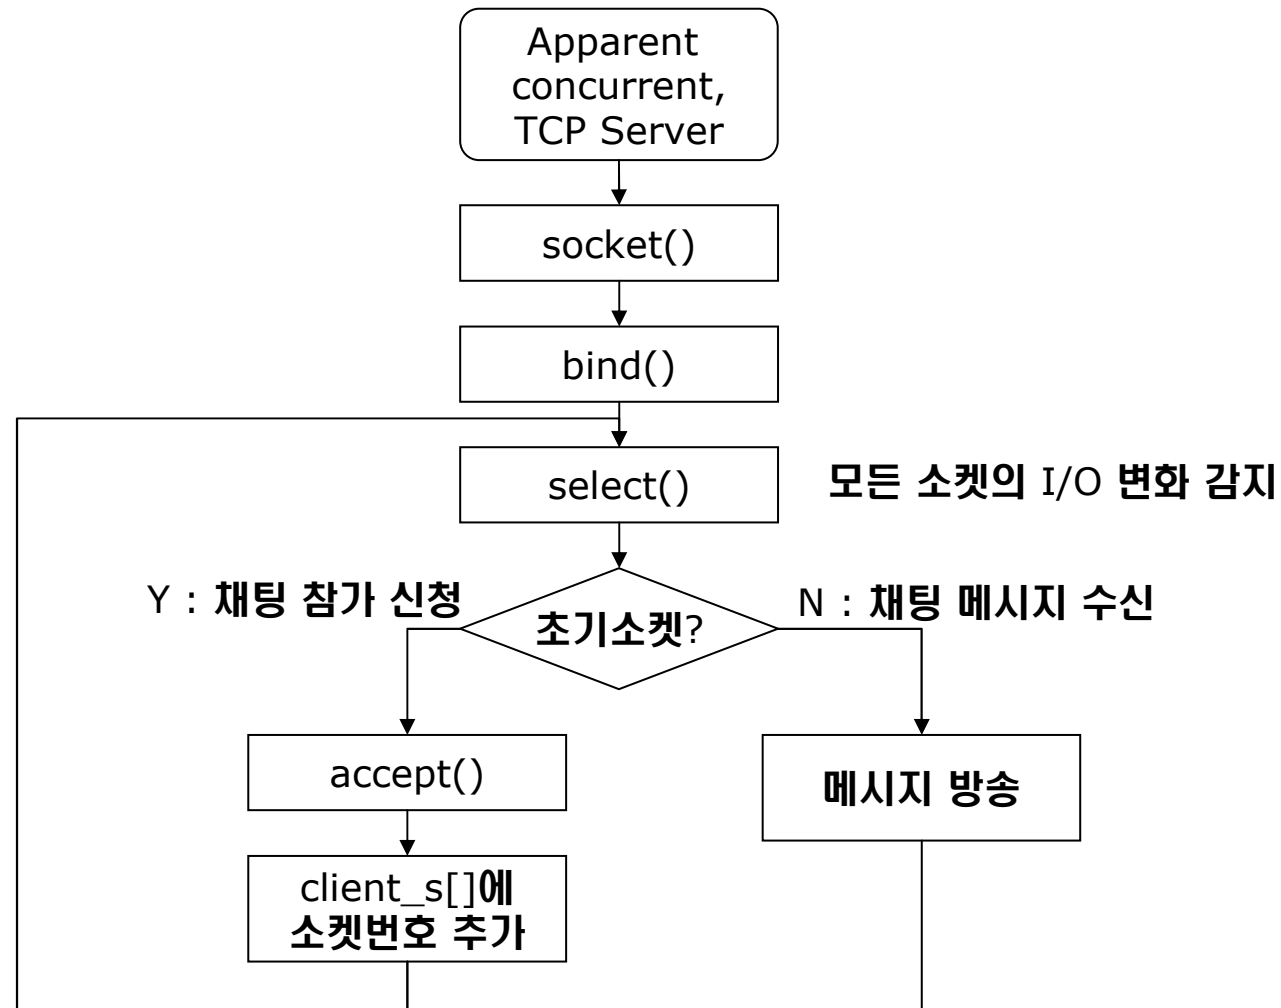 Apparent
concurrent,
TCP Server
socket()
bind()
select()
모든 소켓의 I/O 변화 감지
Y : 채팅 참가 신청
초기소켓?
N : 채팅 메시지 수신
accept()
메시지 방송
client_s[]에
소켓번호 추가